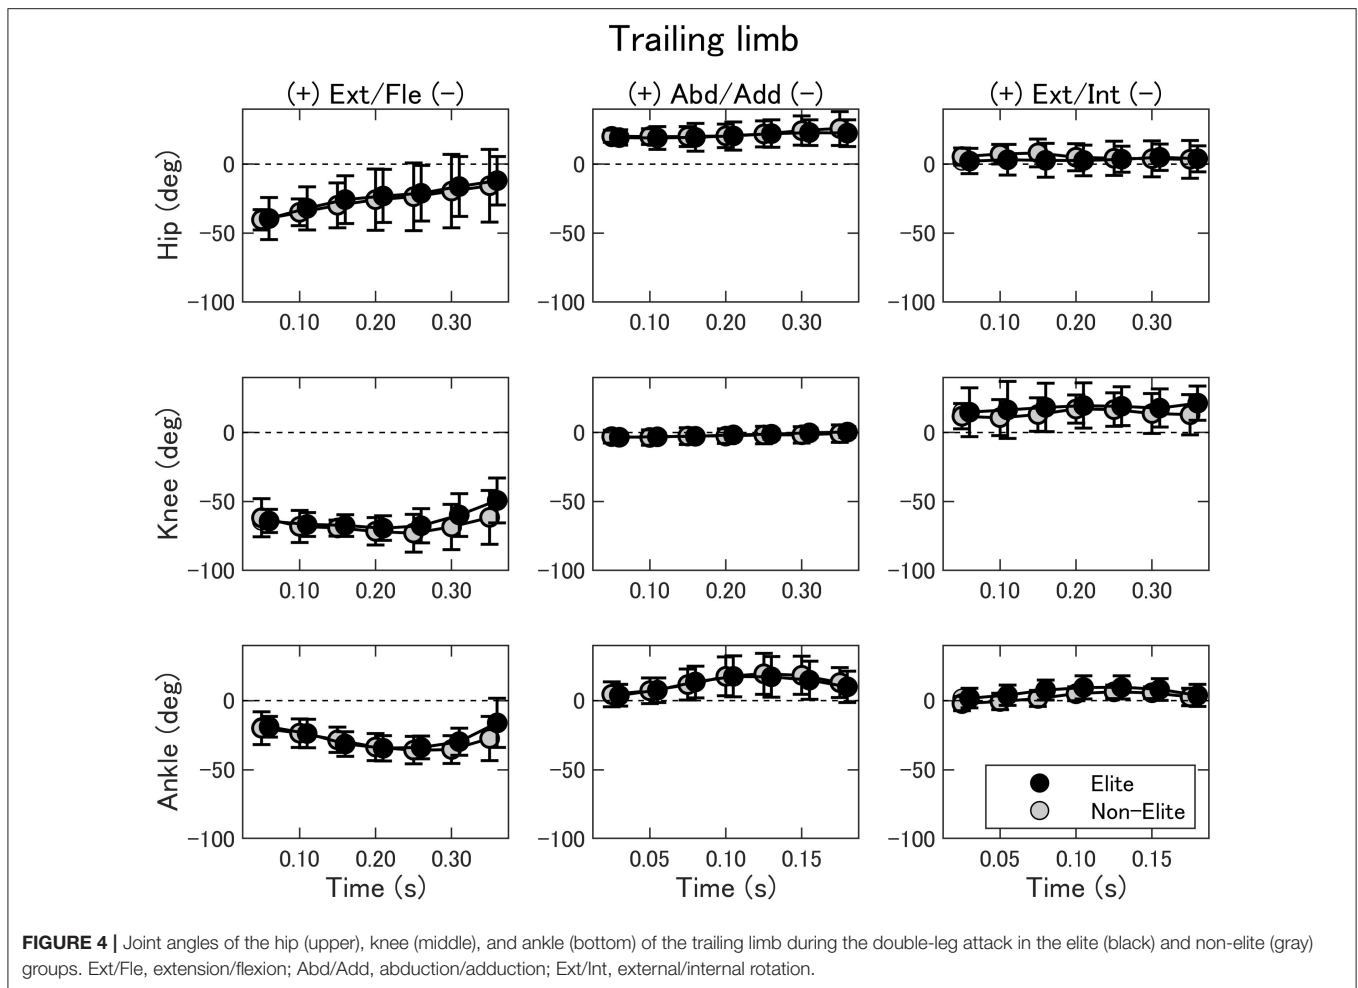 Trailing limb
(+) Ext/Fle (−)
(+) Abd/Add (−)
(+) Ext/Int (−)
Hip (deg)
0
−50
−100
0.10 0.20 0.30
0
−50
−100
0.10 0.20 0.30
0
−50
−100
0.10 0.20 0.30
Knee (deg)
0
−50
−100
0.10 0.20 0.30
0
−50
−100
0.10 0.20 0.30
0
−50
−100
0.10 0.20 0.30
Ankle (deg)
0
−50
−100
0.10 0.20 0.30
Time (s)
0
−50
−100
0.05 0.10 0.15
Time (s)
0
−50
−100
0.05 0.10 0.15
Time (s)
Elite
Non−Elite
FIGURE 4 | Joint angles of the hip (upper), knee (middle), and ankle (bottom) of the trailing limb during the double-leg attack in the elite (black) and non-elite (gray)
groups. Ext/Fle, extension/flexion; Abd/Add, abduction/adduction; Ext/Int, external/internal rotation.